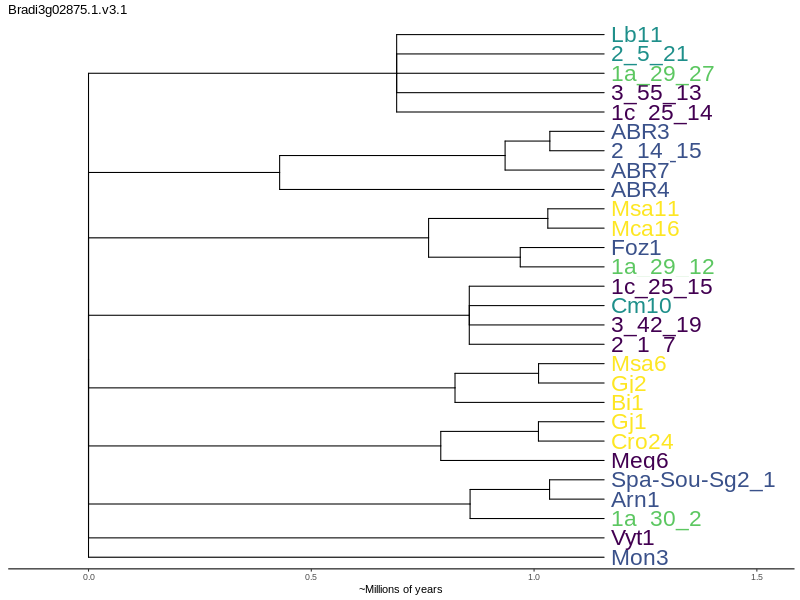 Bradi3g02875.1.v3.1
Lb11
2_5_21
1a_29_27
3_55_13
1c_25_14
ABR3
2_14_15
ABR7
ABR4
Msa11
Mca16
Foz1
1a_29_12
1c_25_15
Cm10
3_42_19
2_1_7
Msa6
Gj2
Bi1
Gj1
Cro24
Meg6
Spa-Sou-Sg2_1
Arn1
1a_30_2
Vyt1
Mon3
0.0 0.5 1.0 1.5
~Millions of years